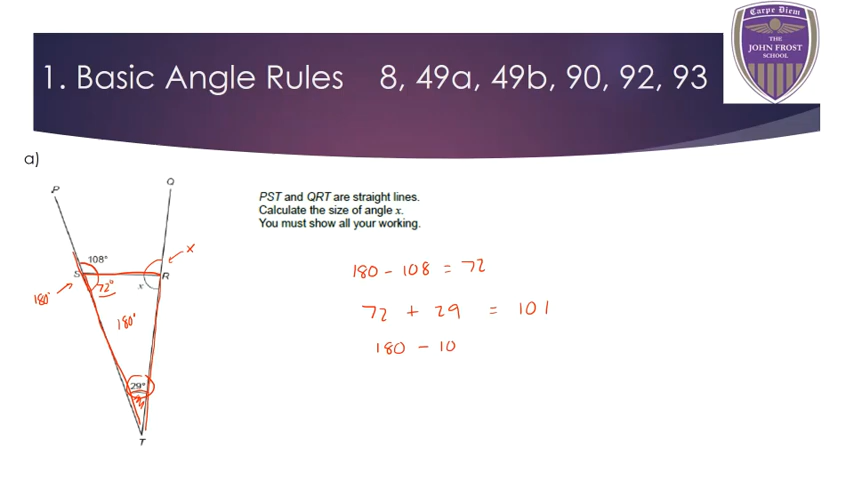 Carpe Diem
THE
JOHN FROST
SCHOOL
1. Basic Angle Rules 8, 49a, 49b, 90, 92, 93
a)
P
Q
PST and QRT are straight lines.
Calculate the size of angle x.
You must show all your working.
108°
x
S
R
72°
x
180°
180°
29°
T
180 - 108 = 72
72 + 29 = 101
180 - 10